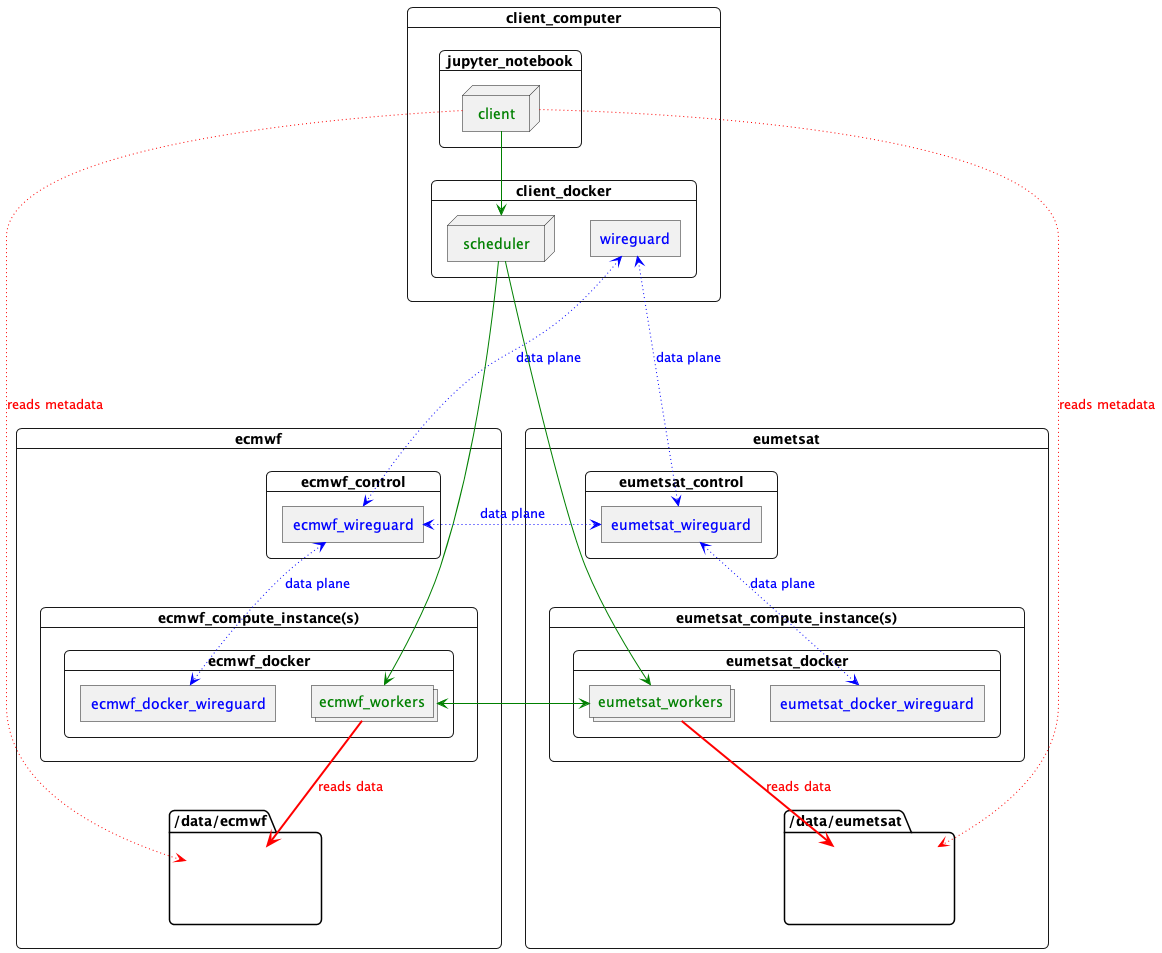 client_computer
jupyter_notebook
client
client_docker
scheduler
wireguard
data plane
data plane
reads metadata
reads metadata
ecmwf
eumetsat
ecmwf_control
eumetsat_control
ecmwf_wireguard
data plane
eumetsat_wireguard
data plane
data plane
ecmwf_compute_instance(s)
eumetsat_compute_instance(s)
ecmwf_docker
eumetsat_docker
ecmwf_docker_wireguard
ecmwf_workers
eumetsat_workers
eumetsat_docker_wireguard
reads data
reads data
/data/ecmwf
/data/eumetsat